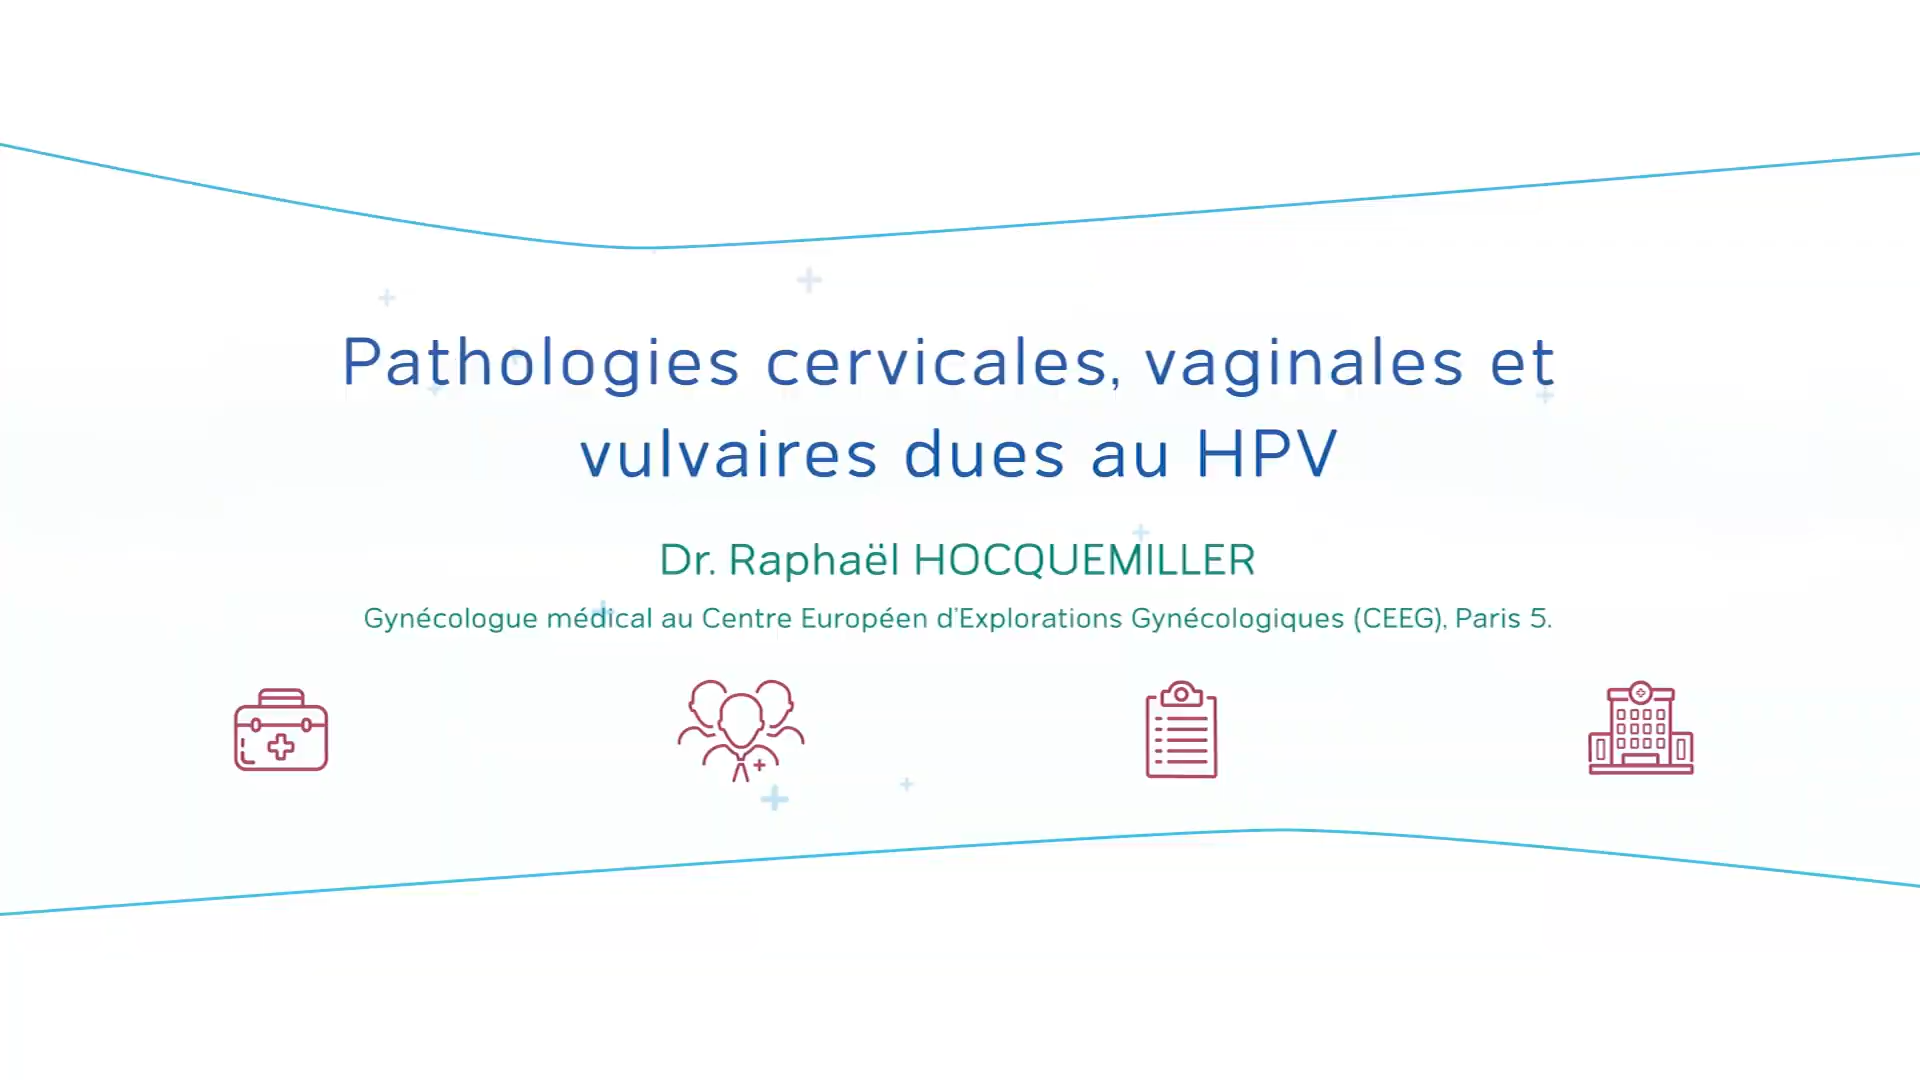 Pathologies cervicales, vaginales et
vulvaires dues au HPV
Dr. Raphaël HOCQUEMILLER
Gynécologue médical au Centre Européen d'Explorations Gynécologiques (CEEG), Paris 5.